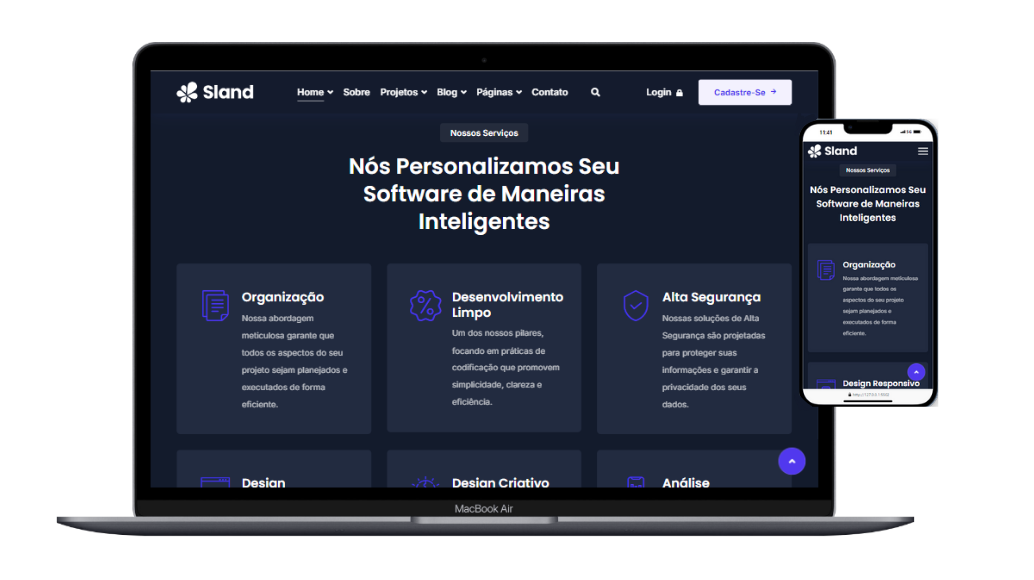 Sland
Home
Sobre
Projetos
Blog
Páginas
Contato
Login
Cadastre-Se
Nossos Serviços
Nós Personalizamos Seu
Software de Maneiras
Inteligentes
Organização
Nossa abordagem
meticulosa garante que
todos os aspectos do seu
projeto sejam planejados e
executados de forma
eficiente.
Desenvolvimento
Limpo
Um dos nossos pilares,
focando em práticas de
codificação que promovem
simplicidade, clareza e
eficiência.
Alta Segurança
Nossas soluções de Alta
Segurança são projetadas
para proteger suas
informações e garantir a
privacidade dos seus
dados.
Design
Design Criativo
Análise
MacBook Air
11:41
Sland
Nossos Serviços
Nós Personalizamos Seu
Software de Maneiras
Inteligentes
Organização
Nossa abordagem meticulosa
garante que todos os
aspectos do seu projeto
sejam planejados e
executados de forma
eficiente.
Design Responsivo